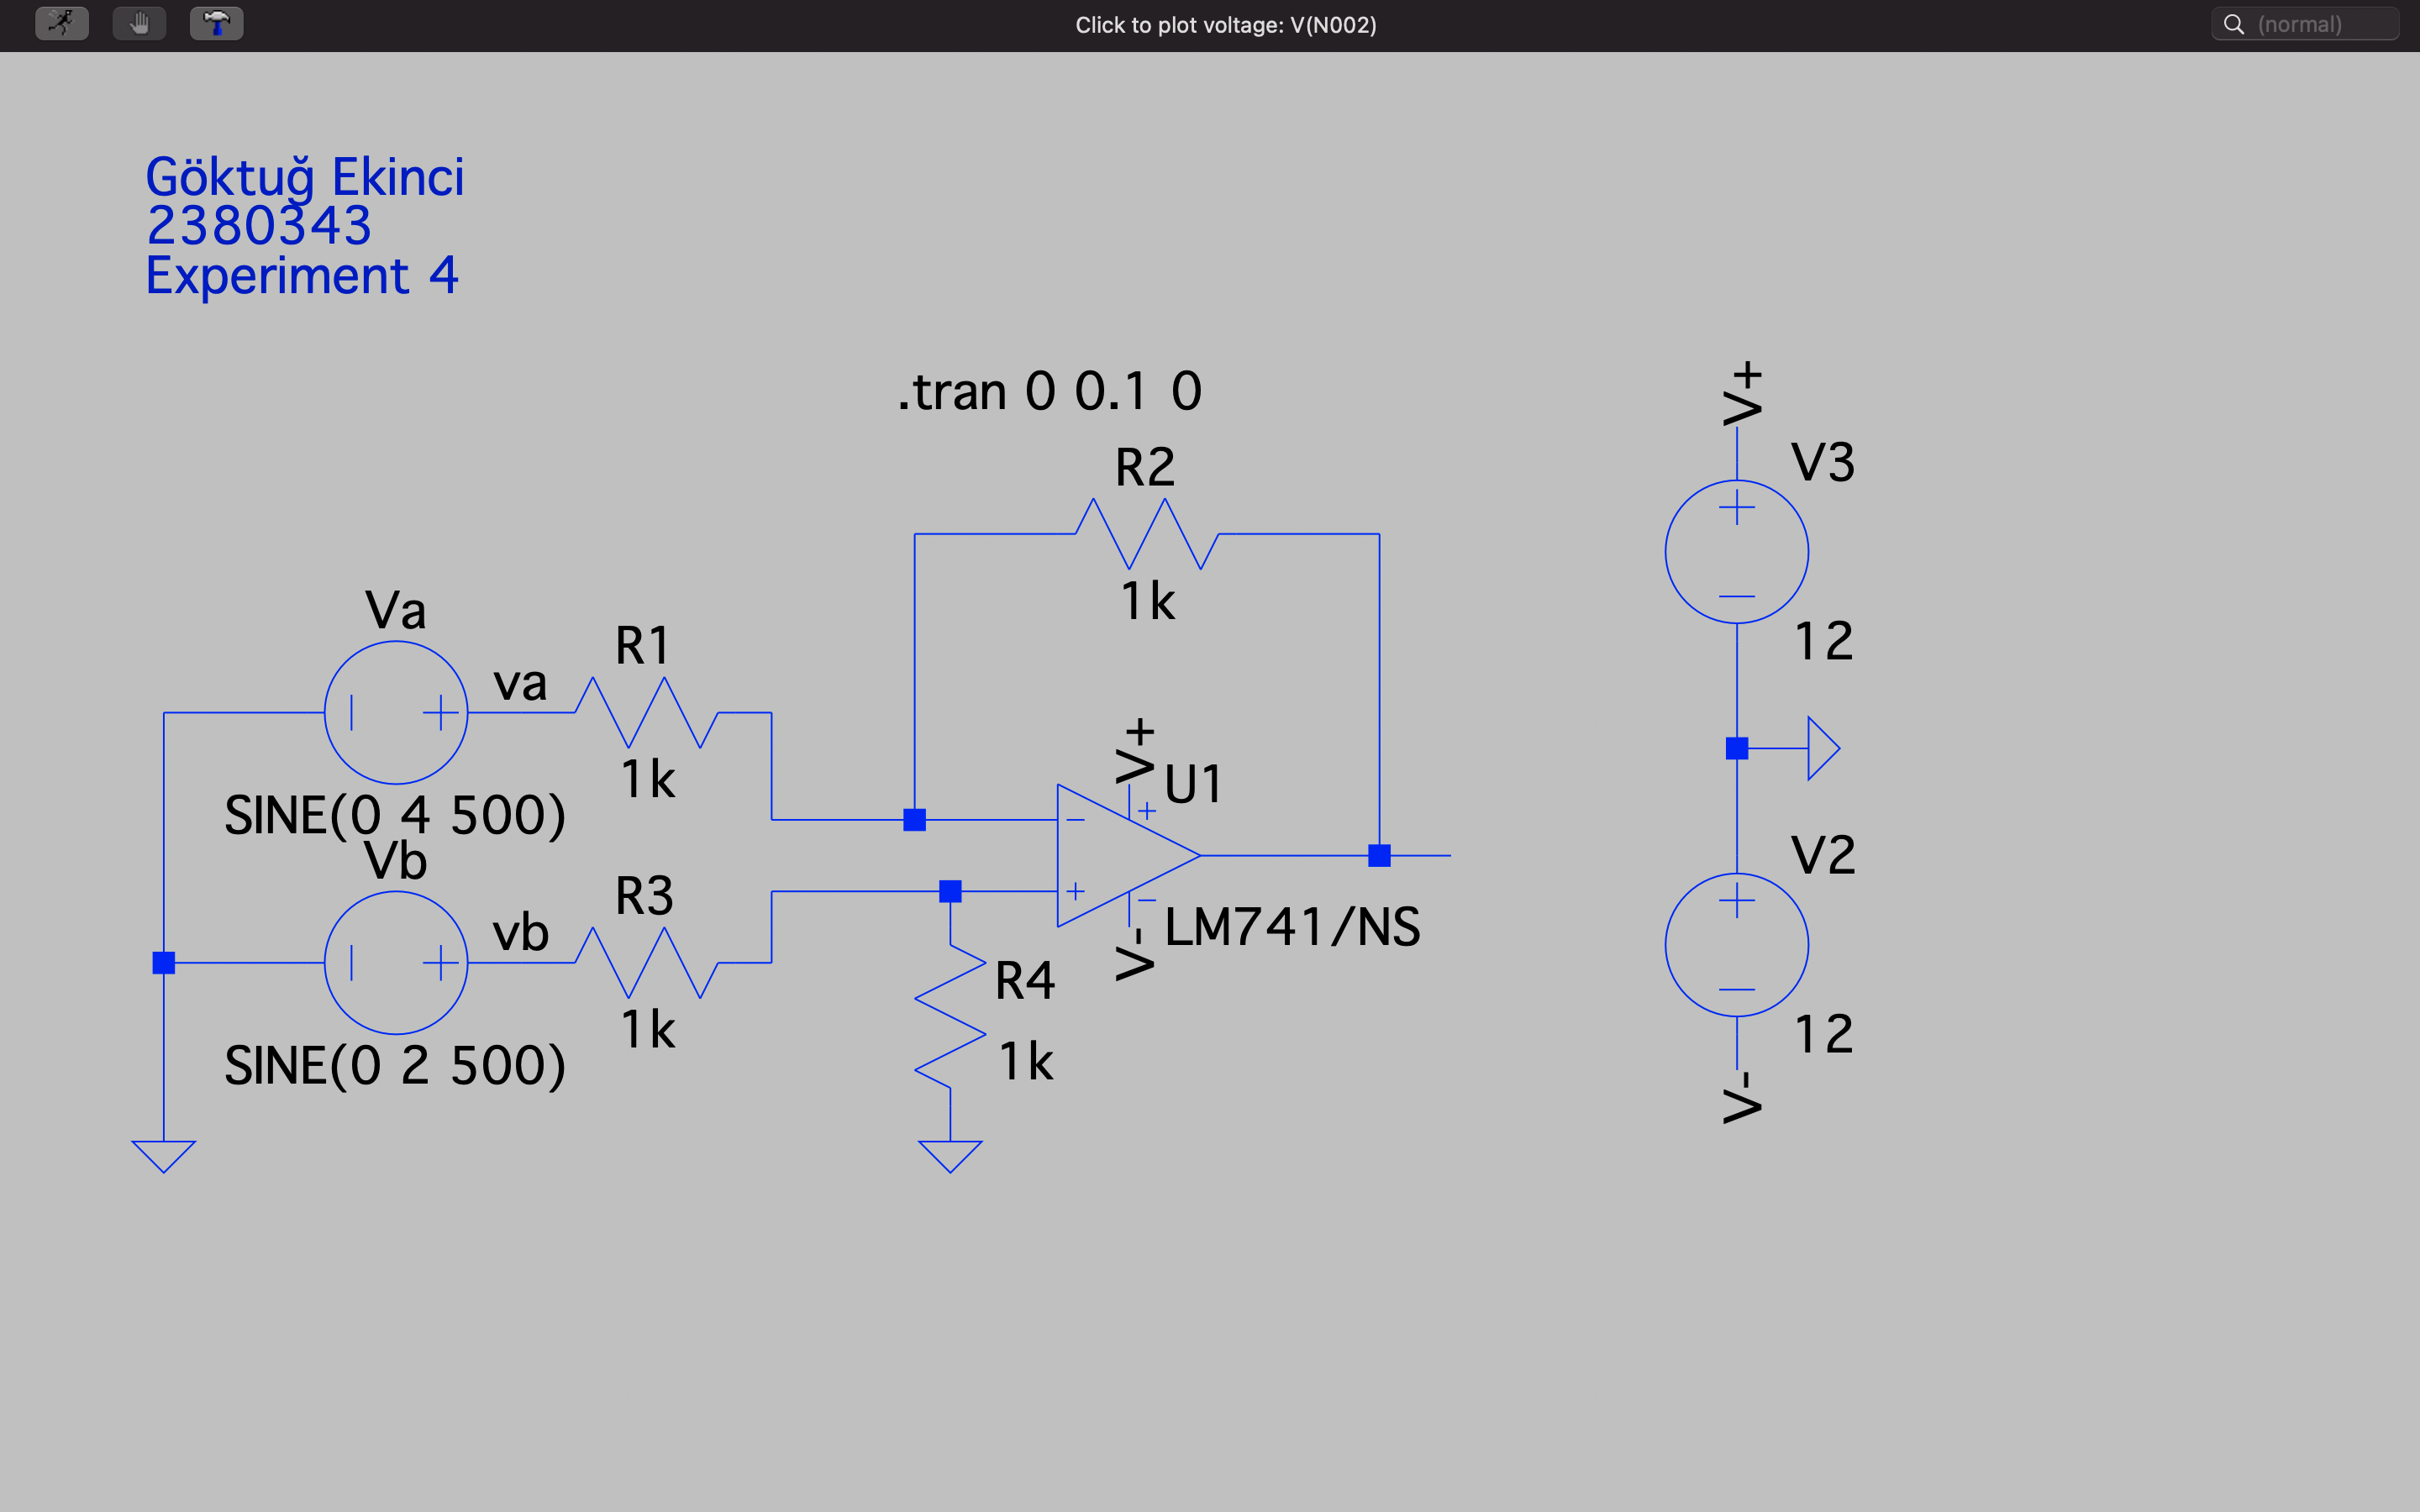 Click to plot voltage: V(N002)
(normal)
Göktuğ Ekinci
2380343
Experiment 4
.tran 0 0.1 0
R2
1k
Va
va
R1
1k
SINE(0 4 500)
Vb
vb
R3
1k
SINE(0 2 500)
V+
U1
LM741/NS
V-
R4
1k
V+
V3
12
V2
12
V-